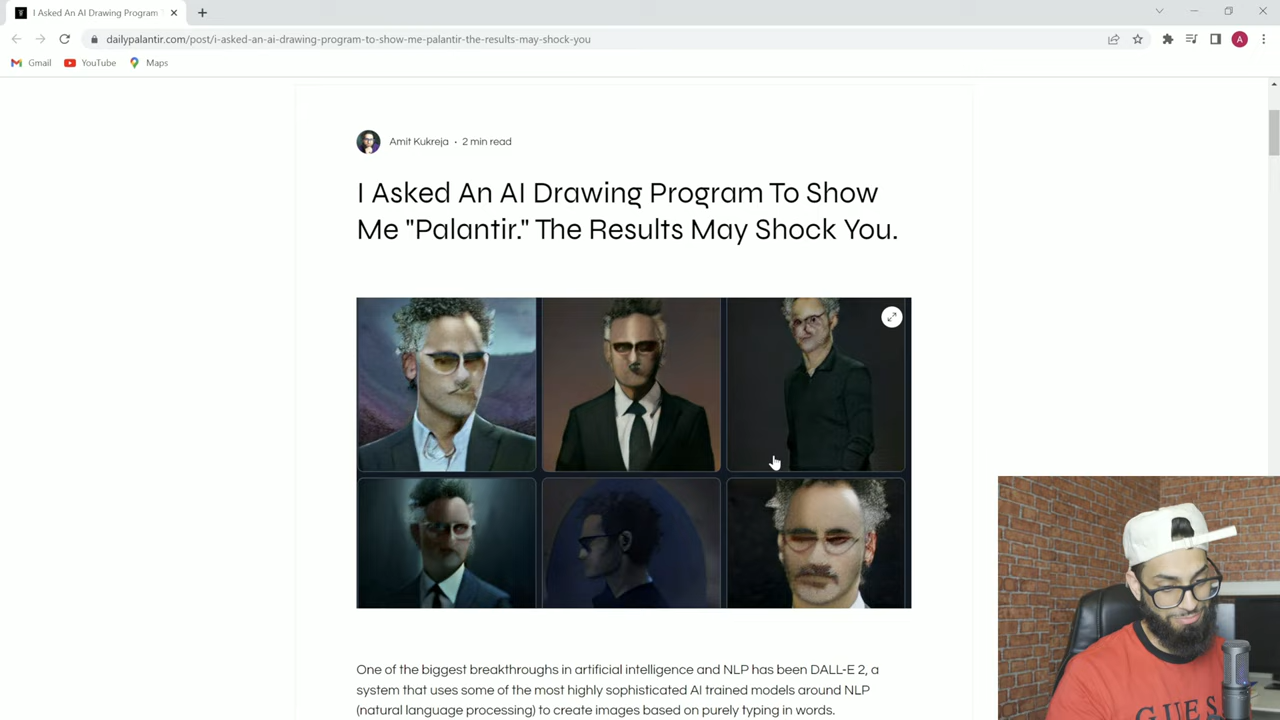 I Asked An AI Drawing Program
dailypalantir.com/post/i-asked-an-ai-drawing-program-to-show-me-palantir-the-results-may-shock-you
A
Gmail
YouTube
Maps
Amit Kukreja · 2 min read
I Asked An AI Drawing Program To Show
Me "Palantir." The Results May Shock You.
One of the biggest breakthroughs in artificial intelligence and NLP has been DALL-E 2, a
system that uses some of the most highly sophisticated AI trained models around NLP
(natural language processing) to create images based on purely typing in words.
GUESS